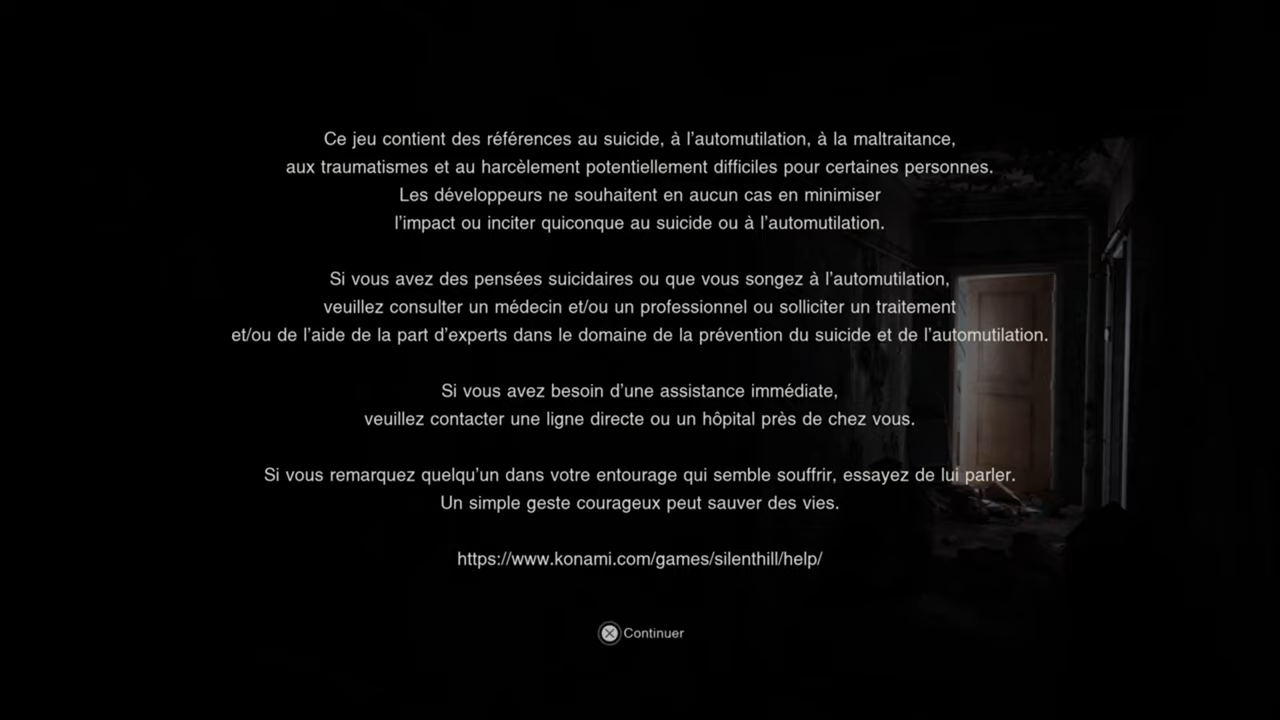 Ce jeu contient des références au suicide, à l'automutilation, à la maltraitance,
aux traumatismes et au harcèlement potentiellement difficiles pour certaines personnes.
Les développeurs ne souhaitent en aucun cas en minimiser
l'impact ou inciter quiconque au suicide ou à l'automutilation.
Si vous avez des pensées suicidaires ou que vous songez à l'automutilation,
veuillez consulter un médecin et/ou un professionnel ou solliciter un traitement
et/ou de l'aide de la part d'experts dans le domaine de la prévention du suicide et de l'automutilation.
Si vous avez besoin d'une assistance immédiate,
veuillez contacter une ligne directe ou un hôpital près de chez vous.
Si vous remarquez quelqu'un dans votre entourage qui semble souffrir, essayez de lui parler.
Un simple geste courageux peut sauver des vies.
https://www.konami.com/games/silenthill/help/
Continuer